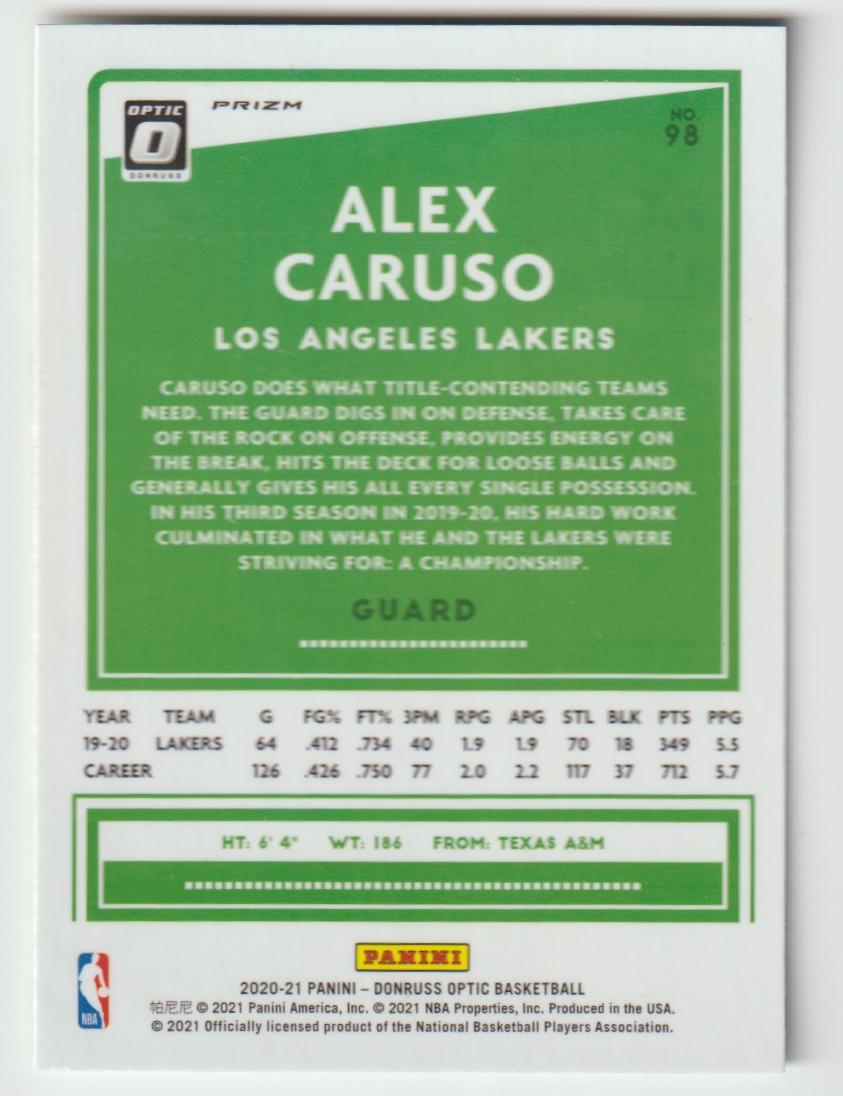 OPTIC
DONRUSS
PRIZM
NO.
98
ALEX
CARUSO
LOS ANGELES LAKERS
CARUSO DOES WHAT TITLE-CONTENDING TEAMS
NEED. THE GUARD DIGS IN ON DEFENSE, TAKES CARE
OF THE ROCK ON OFFENSE, PROVIDES ENERGY ON
THE BREAK, HITS THE DECK FOR LOOSE BALLS AND
GENERALLY GIVES HIS ALL EVERY SINGLE POSSESSION.
IN HIS THIRD SEASON IN 2019-20, HIS HARD WORK
CULMINATED IN WHAT HE AND THE LAKERS WERE
STRIVING FOR: A CHAMPIONSHIP.
GUARD
YEAR TEAM G FG% FT% 3PM RPG APG STL BLK PTS PPG
19-20 LAKERS 64 .412 .734 40 1.9 1.9 70 18 349 5.5
CAREER 126 .426 .750 77 2.0 2.2 117 37 712 5.7
HT: 6' 4" WT: 186 FROM: TEXAS A&M
PANINI
NBA
2020-21 PANINI – DONRUSS OPTIC BASKETBALL
帕尼尼 © 2021 Panini America, Inc. © 2021 NBA Properties, Inc. Produced in the USA.
© 2021 Officially licensed product of the National Basketball Players Association.